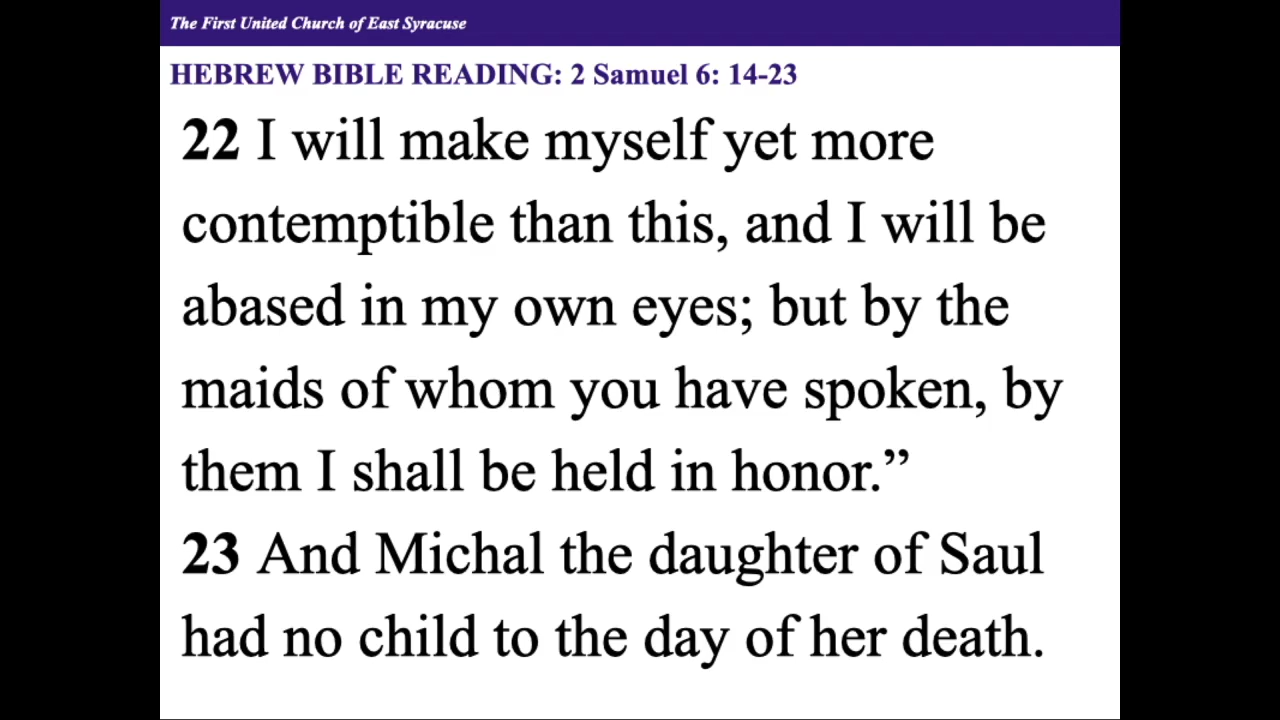 The First United Church of East Syracuse
HEBREW BIBLE READING: 2 Samuel 6: 14-23
22 I will make myself yet more
contemptible than this, and I will be
abased in my own eyes; but by the
maids of whom you have spoken, by
them I shall be held in honor.”
23 And Michal the daughter of Saul
had no child to the day of her death.